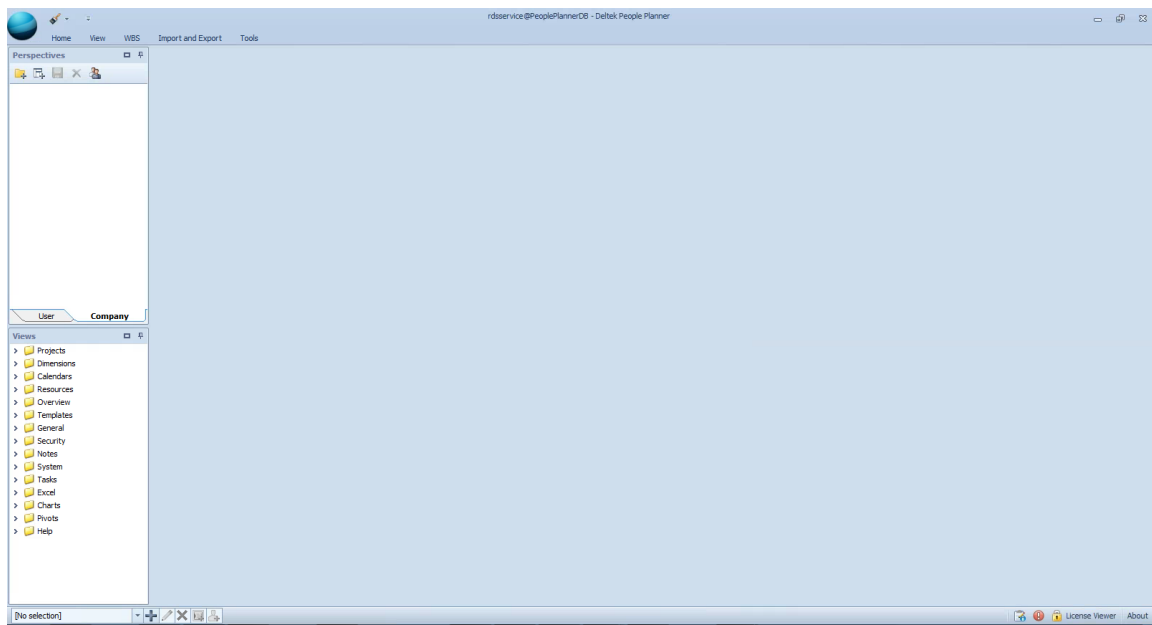 rdsservice@PeoplePlannerDB - Deltek People Planner
Home View WBS Import and Export Tools
Perspectives
User Company
Views
Projects
Dimensions
Calendars
Resources
Overview
Templates
General
Security
Notes
System
Tasks
Excel
Charts
Pivots
Help
[No selection] License Viewer About